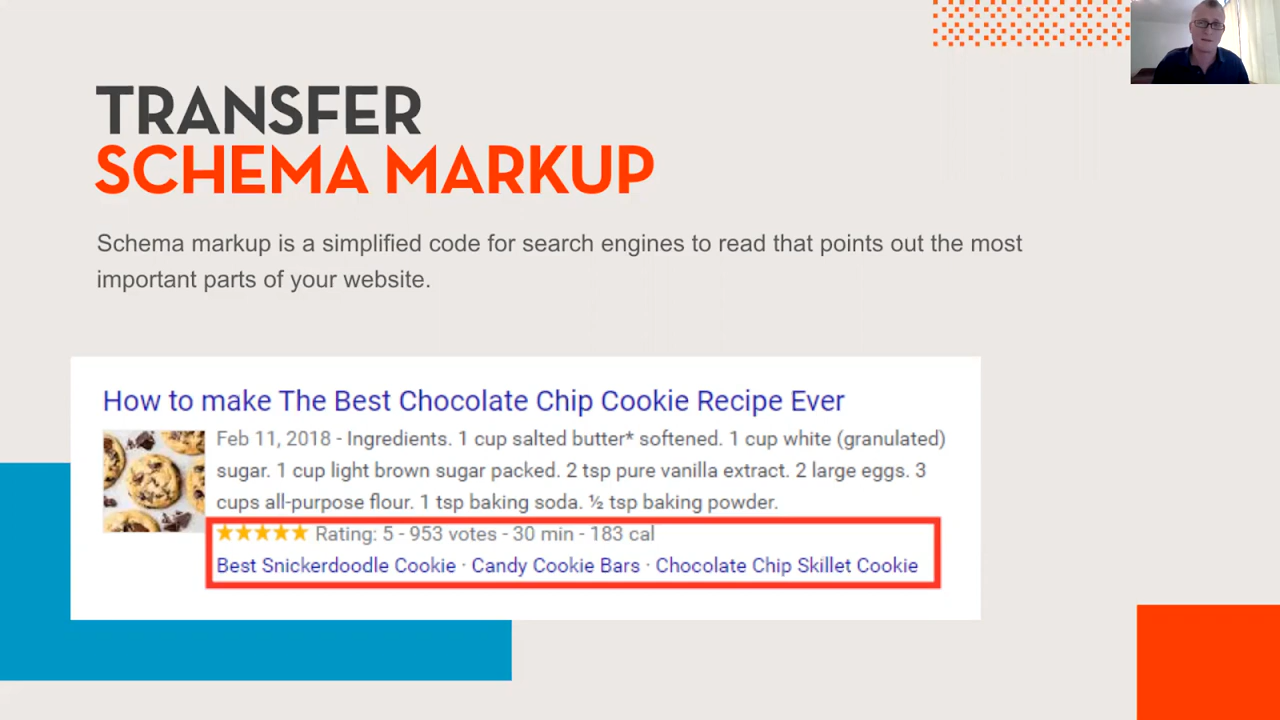 TRANSFER
SCHEMA MARKUP
Schema markup is a simplified code for search engines to read that points out the most
important parts of your website.
How to make The Best Chocolate Chip Cookie Recipe Ever
Feb 11, 2018 - Ingredients. 1 cup salted butter* softened. 1 cup white (granulated)
sugar. 1 cup light brown sugar packed. 2 tsp pure vanilla extract. 2 large eggs. 3
cups all-purpose flour. 1 tsp baking soda. ½ tsp baking powder.
★★★★★ Rating: 5 - 953 votes - 30 min - 183 cal
Best Snickerdoodle Cookie · Candy Cookie Bars · Chocolate Chip Skillet Cookie